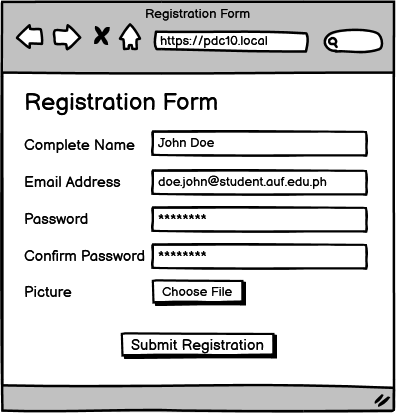 Registration Form
https://pdc10.local
Registration Form
Complete Name John Doe
Email Address doe.john@student.auf.edu.ph
Password ********
Confirm Password ********
Picture Choose File
Submit Registration